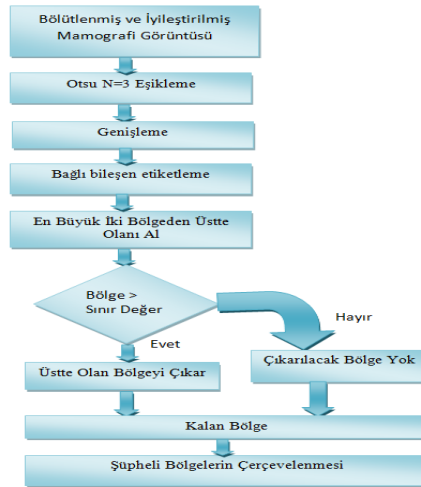 Bölütlenmiş ve İyileştirilmiş
Mamografi Görüntüsü
Otsu N=3 Eşikleme
Genişleme
Bağlı bileşen etiketleme
En Büyük İki Bölgeden Üstte
Olanı Al
Bölge >
Sınır Değer
Hayır
Evet
Üstte Olan Bölgeyi Çıkar
Çıkarılacak Bölge Yok
Kalan Bölge
Şüpheli Bölgelerin Çerçevelenmesi